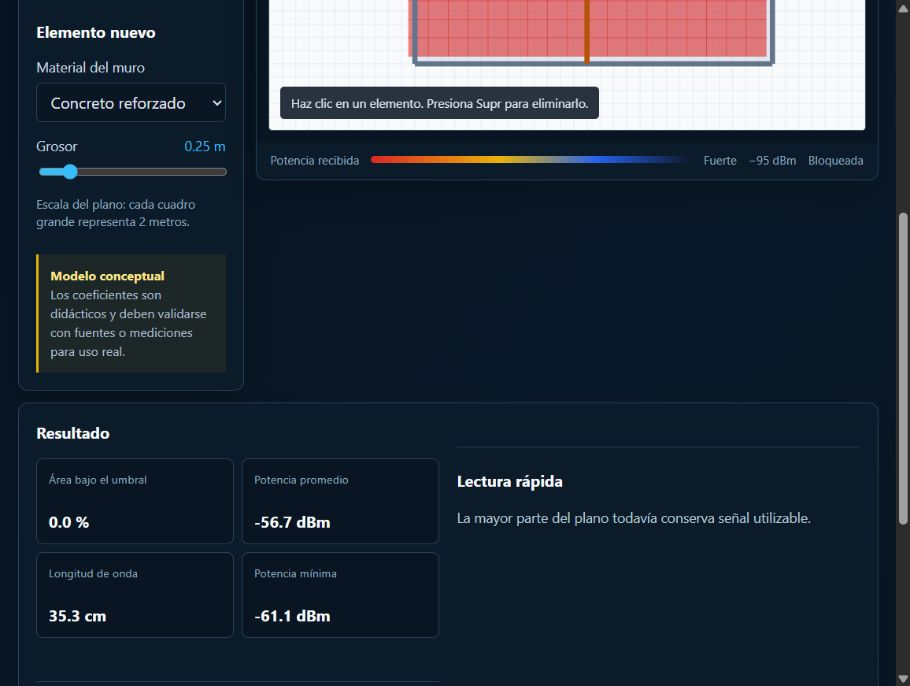 Elemento nuevo
Material del muro
Concreto reforzado
Grosor 0.25 m
Escala del plano: cada cuadro
grande representa 2 metros.
Modelo conceptual
Los coeficientes son
didácticos y deben validarse
con fuentes o mediciones
para uso real.
Haz clic en un elemento. Presiona Supr para eliminarlo.
Potencia recibida Fuerte −95 dBm Bloqueada
Resultado
Área bajo el umbral
0.0 %
Potencia promedio
-56.7 dBm
Longitud de onda
35.3 cm
Potencia mínima
-61.1 dBm
Lectura rápida
La mayor parte del plano todavía conserva señal utilizable.